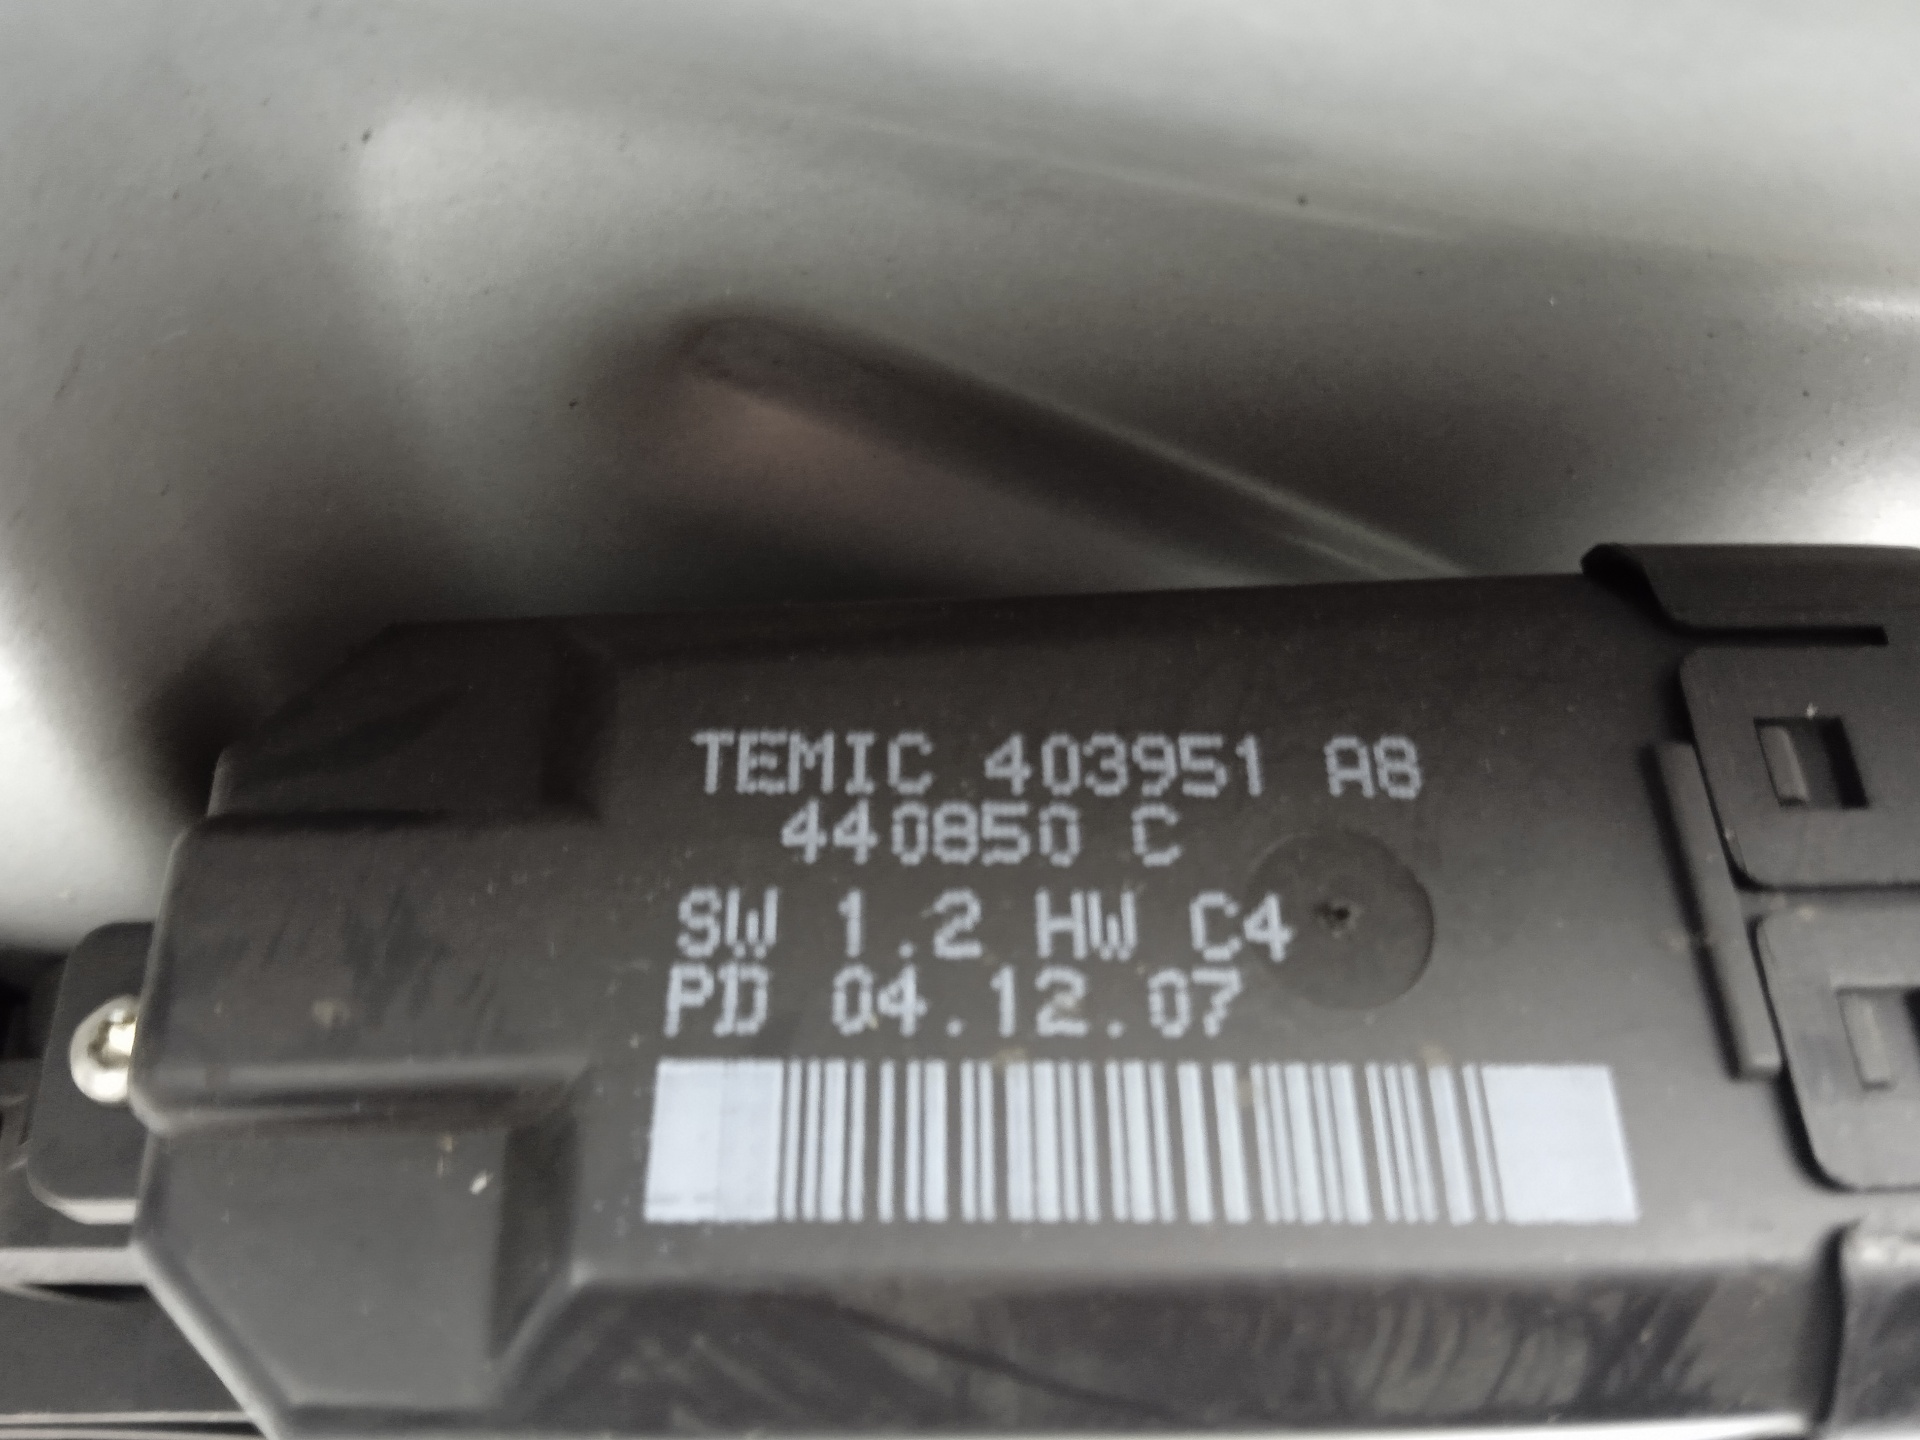 TEMIC 403951 A8
440850 C
SW 1.2 HW C4
PD 04.12.07